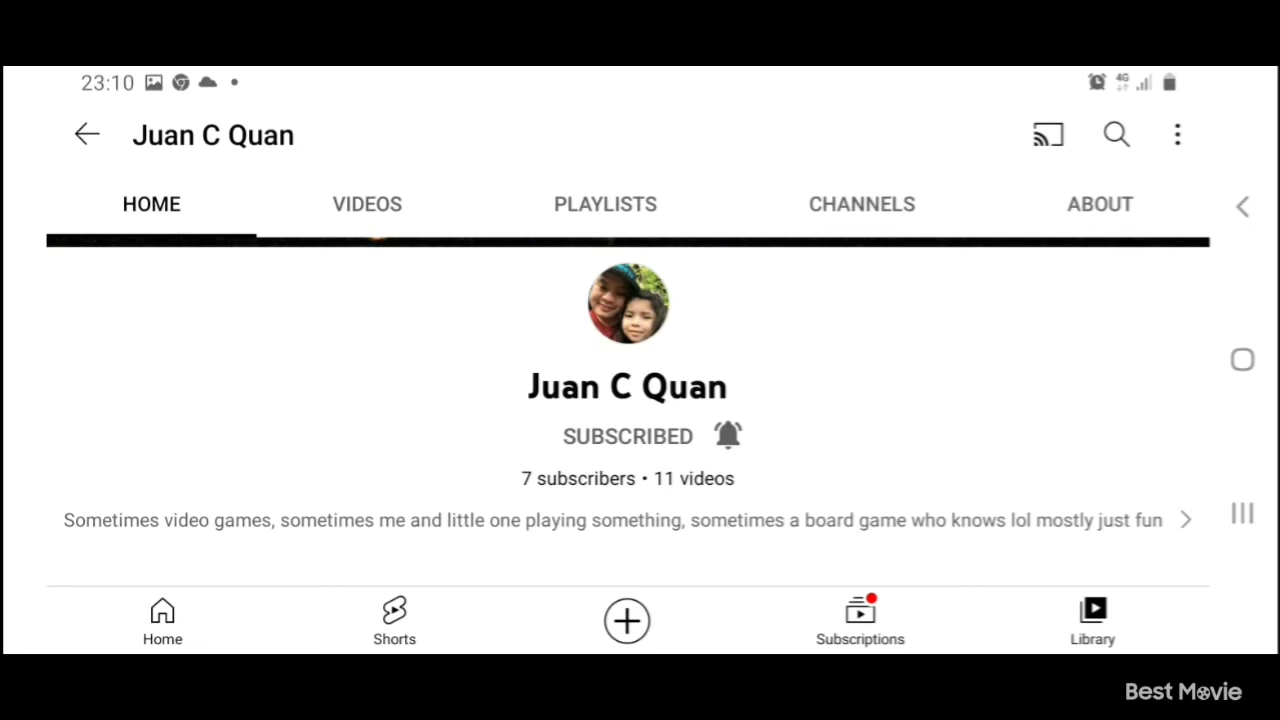 23:10
4G
Juan C Quan
HOME VIDEOS PLAYLISTS CHANNELS ABOUT
Juan C Quan
SUBSCRIBED
7 subscribers • 11 videos
Sometimes video games, sometimes me and little one playing something, sometimes a board game who knows lol mostly just fun
Home Shorts Subscriptions Library
Best Movie